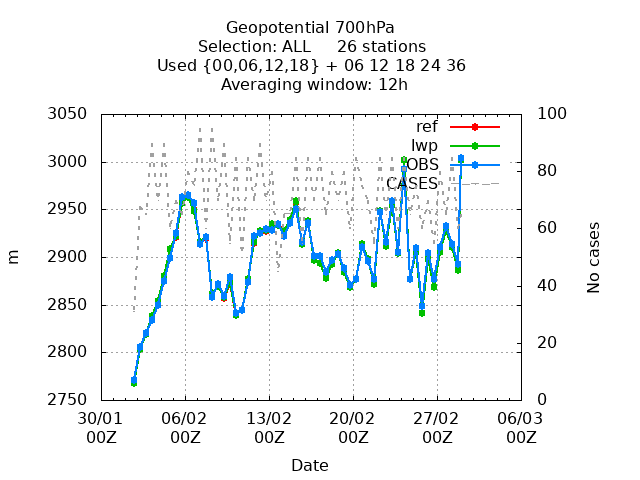 Geopotential 700hPa
Selection: ALL 26 stations
Used {00,06,12,18} + 06 12 18 24 36
Averaging window: 12h
3050
3000
2950
2900
2850
2800
2750
m
100
80
60
40
20
0
No cases
ref
lwp
OBS
CASES
30/01 06/02 13/02 20/02 27/02 06/03
00Z 00Z 00Z 00Z 00Z 00Z
Date